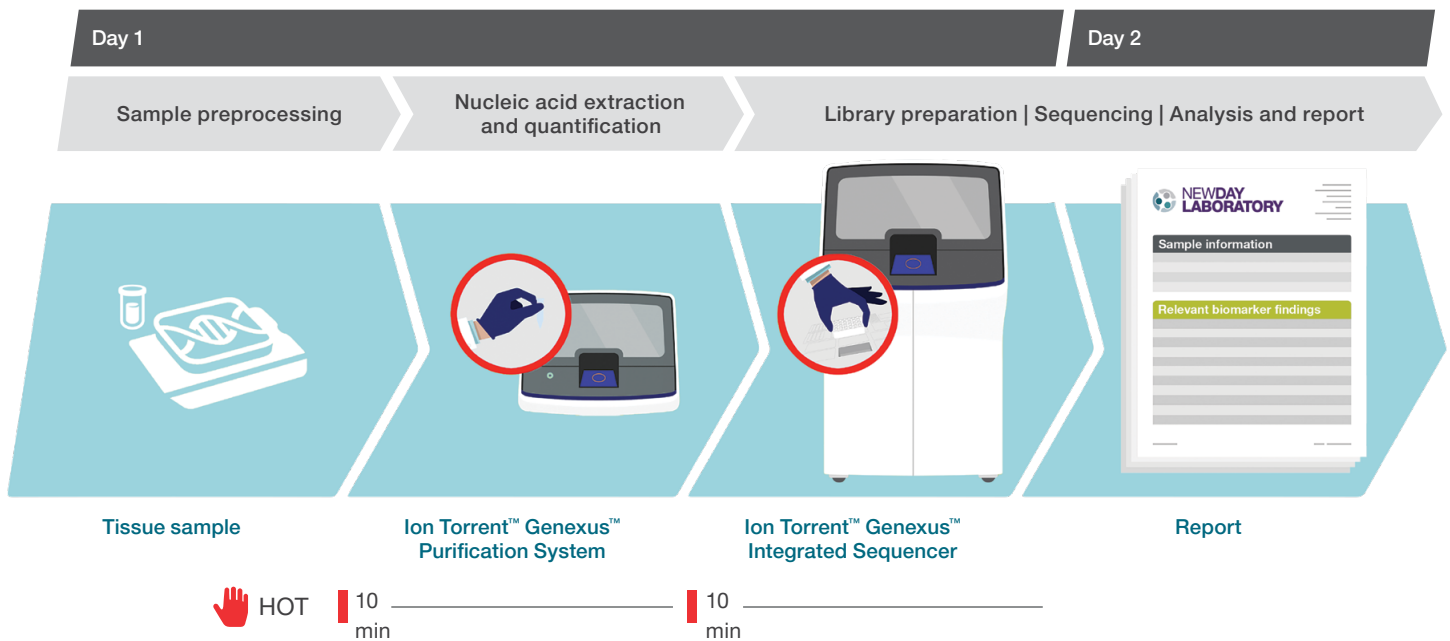 Day 1
Day 2
Sample preprocessing
Nucleic acid extraction
and quantification
Library preparation | Sequencing | Analysis and report
NEWDAY
LABORATORY
Sample information
Relevant biomarker findings
Tissue sample
Ion Torrent™ Genexus™
Purification System
Ion Torrent™ Genexus™
Integrated Sequencer
Report
HOT
10
min
10
min